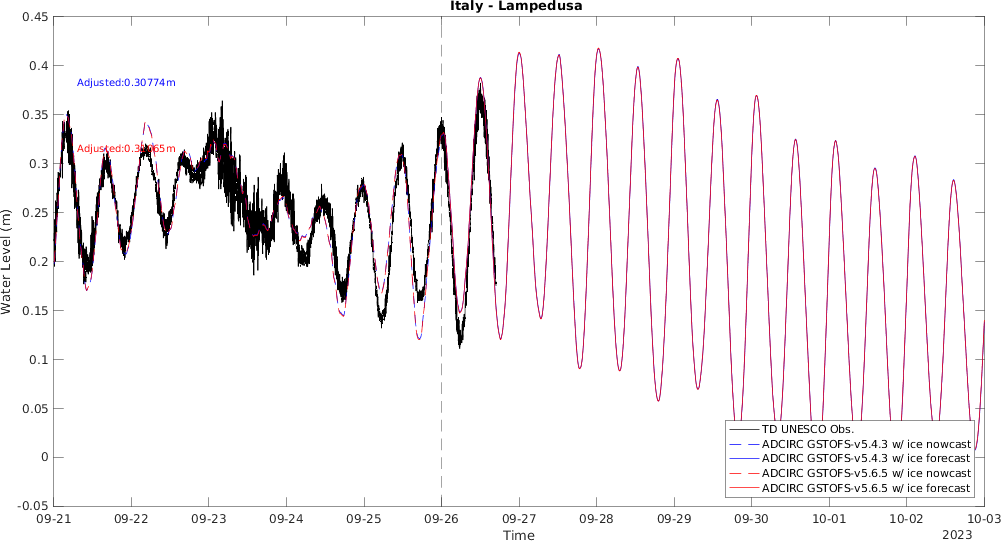 Italy - Lampedusa
0.45
0.4
0.35
0.3
0.25
0.2
0.15
0.1
0.05
0
-0.05
Water Level (m)
Adjusted:0.30774m
TD UNESCO Obs.
ADCIRC GSTOFS-v5.4.3 w/ ice nowcast
ADCIRC GSTOFS-v5.4.3 w/ ice forecast
ADCIRC GSTOFS-v5.6.5 w/ ice nowcast
ADCIRC GSTOFS-v5.6.5 w/ ice forecast
09-21 09-22 09-23 09-24 09-25 09-26 09-27 09-28 09-29 09-30 10-01 10-02 10-03
Time
2023